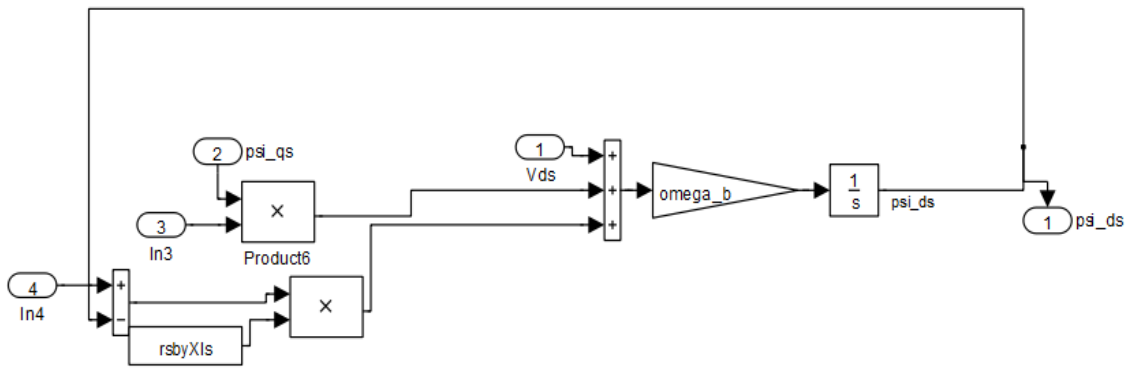 2
psi_qs
1
Vds
+
+
+
omega_b
1
s
psi_ds
1
psi_ds
3
In3
×
Product6
4
In4
+
−
×
rsbyXls